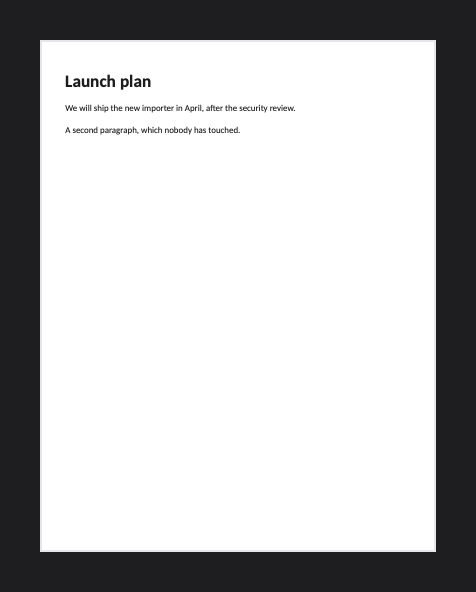 Launch plan
We will ship the new importer in April, after the security review.
A second paragraph, which nobody has touched.